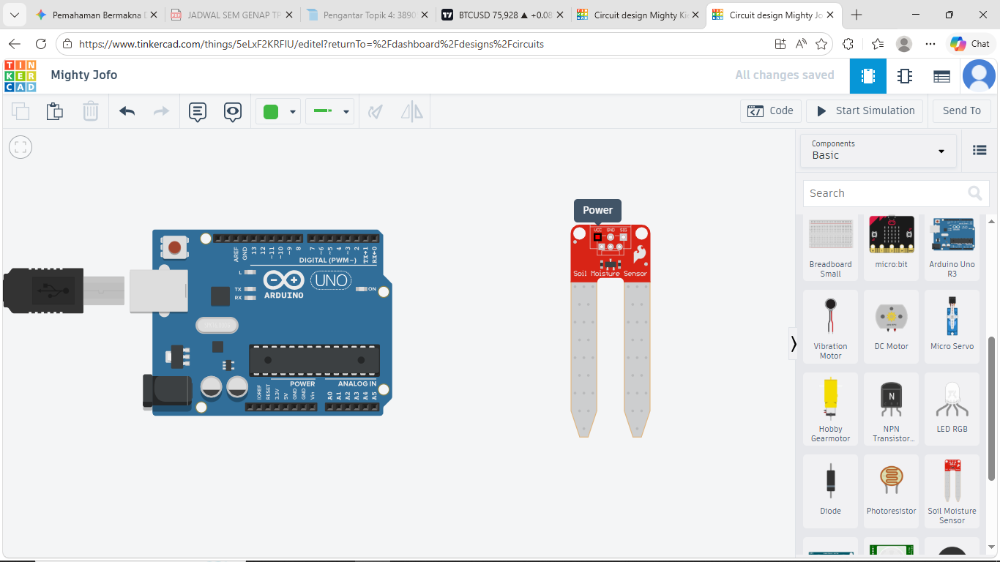 Pemahaman Bermakna D
JADWAL SEM GENAP TP
Pengantar Topik 4: 3890
BTCUSD 75,928 ▲ +0.08
Circuit design Mighty Kie
Circuit design Mighty Jo
https://www.tinkercad.com/things/5eLxF2KRFIU/editel?returnTo=%2Fdashboard%2Fdesigns%2Fcircuits
Chat
TIN
KER
CAD
Mighty Jofo
All changes saved
Code
Start Simulation
Send To
Components
Basic
Search
Breadboard
Small
micro:bit
Arduino Uno
R3
Vibration
Motor
DC Motor
Micro Servo
Hobby
Gearmotor
N
NPN
Transistor...
LED RGB
Diode
Photoresistor
Soil Moisture
Sensor
Power
VCC GND SIG
Soil Moisture Sensor
AREF
GND
13
12
~11
~10
~9
8
7
~6
~5
4
~3
2
TX→1
RX←0
DIGITAL (PWM~)
L
TX
RX
UNO
ARDUINO
ON
POWER
ANALOG IN
IOREF
RESET
3.3V
5V
GND
GND
Vin
A0
A1
A2
A3
A4
A5